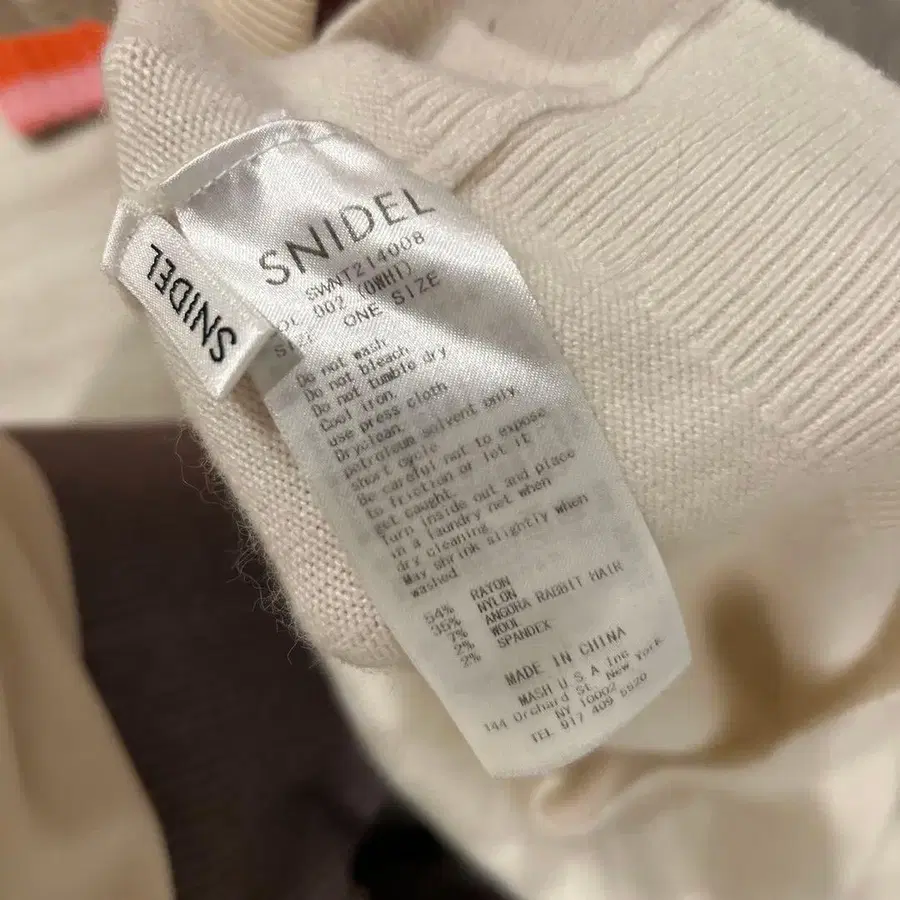 SNIDEL
SNIDEL
SWNT214008
002 (OWHI)
ONE SIZE
Do not wash
Do not bleach
Do not tumble dry
Cool iron
use press cloth
Dryclean.
petroleum solvent only
short cycle
Be careful not to expose
to friction or let it
get caught.
Turn inside out and place
in a laundry net when
dry cleaning
May shrink slightly when
washed
54% RAYON
35% NYLON
7% ANGORA RABBIT HAIR
2% WOOL
2% SPANDEX
MADE IN CHINA
MASH U S A Inc
144 Orchard St, New York
NY 10002
TEL 917 409 5520